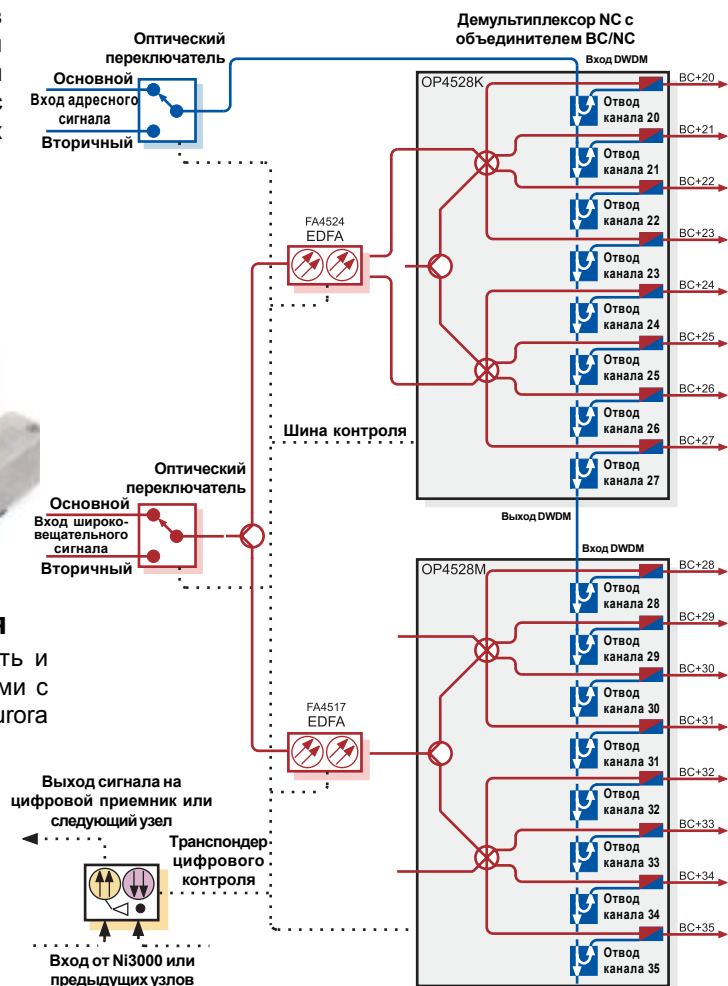 Демультиплексор NC с
объединителем BC/NC
Оптический
переключатель
Основной
Вход адресного
сигнала
Вторичный
Вход DWDM
OP4528K
Отвод
канала 20
BC+20
Отвод
канала 21
BC+21
Отвод
канала 22
BC+22
Отвод
канала 23
BC+23
Отвод
канала 24
BC+24
Отвод
канала 25
BC+25
Отвод
канала 26
BC+26
Отвод
канала 27
BC+27
FA4524
EDFA
Шина контроля
Оптический
переключатель
Основной
Вход широко-
вещательного
сигнала
Вторичный
Выход DWDM
Вход DWDM
OP4528M
Отвод
канала 28
BC+28
Отвод
канала 29
BC+29
Отвод
канала 30
BC+30
Отвод
канала 31
BC+31
Отвод
канала 32
BC+32
Отвод
канала 33
BC+33
Отвод
канала 34
BC+34
Отвод
канала 35
BC+35
FA4517
EDFA
ть и
ми с
urora
Выход сигнала на
цифровой приемник или
следующий узел
Транспондер
цифрового
контроля
Вход от Ni3000 или
предыдущих узлов